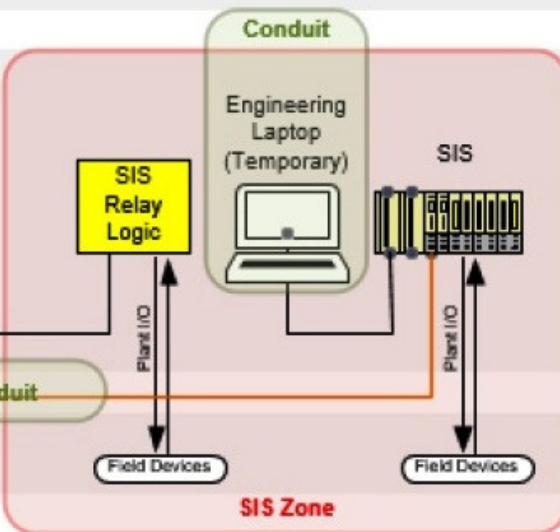 Conduit
Engineering
Laptop
(Temporary)
SIS
SIS
Relay
Logic
Plant I/O
Plant I/O
duit
Field Devices
Field Devices
SIS Zone